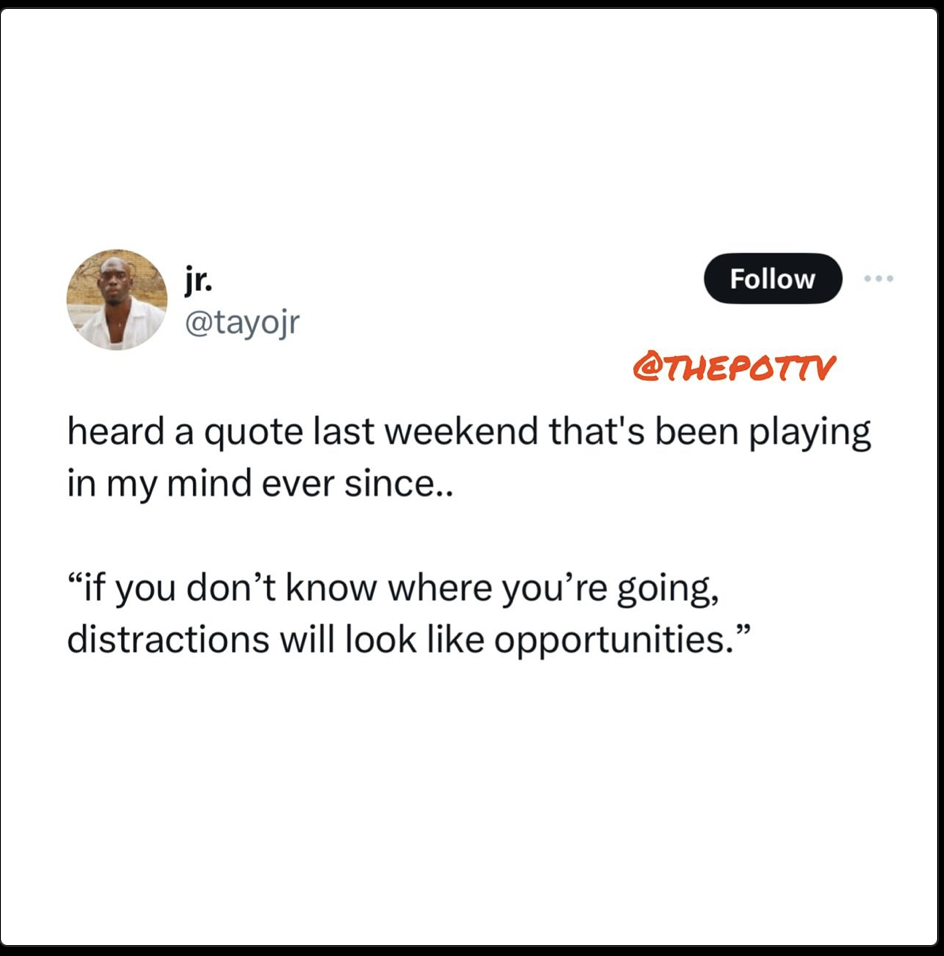 jr.
@tayojr
Follow
@THEPOTTV
heard a quote last weekend that's been playing
in my mind ever since..
“if you don’t know where you’re going,
distractions will look like opportunities.”